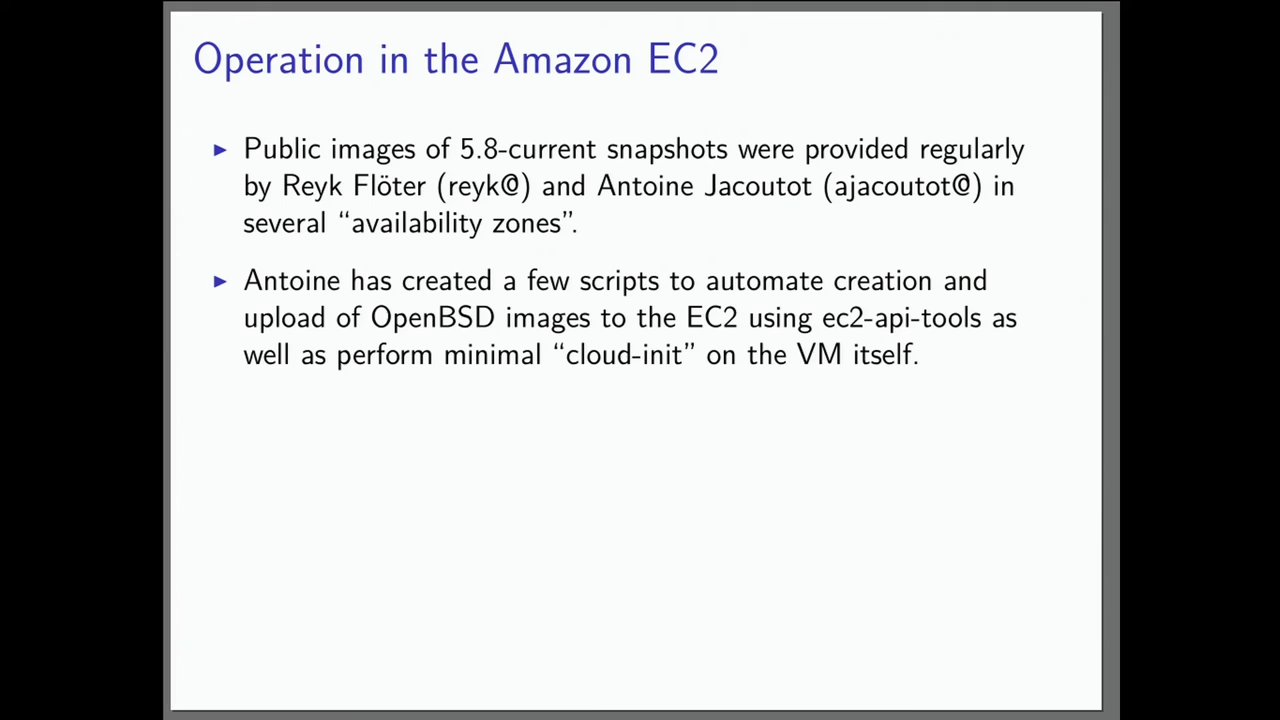 Operation in the Amazon EC2
▶ Public images of 5.8-current snapshots were provided regularly
by Reyk Flöter (reyk@) and Antoine Jacoutot (ajacoutot@) in
several “availability zones”.
▶ Antoine has created a few scripts to automate creation and
upload of OpenBSD images to the EC2 using ec2-api-tools as
well as perform minimal “cloud-init” on the VM itself.